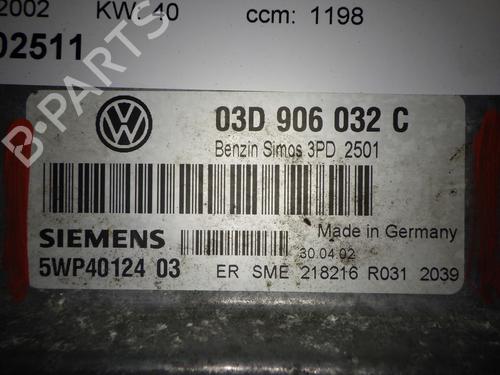 2002 KW: 40 ccm: 1198
02511
03D 906 032 C
Benzin Simos 3PD 2501
SIEMENS
Made in Germany
30.04.02
5WP40124 03
ER SME 218216 R031 2039
B-PARTS